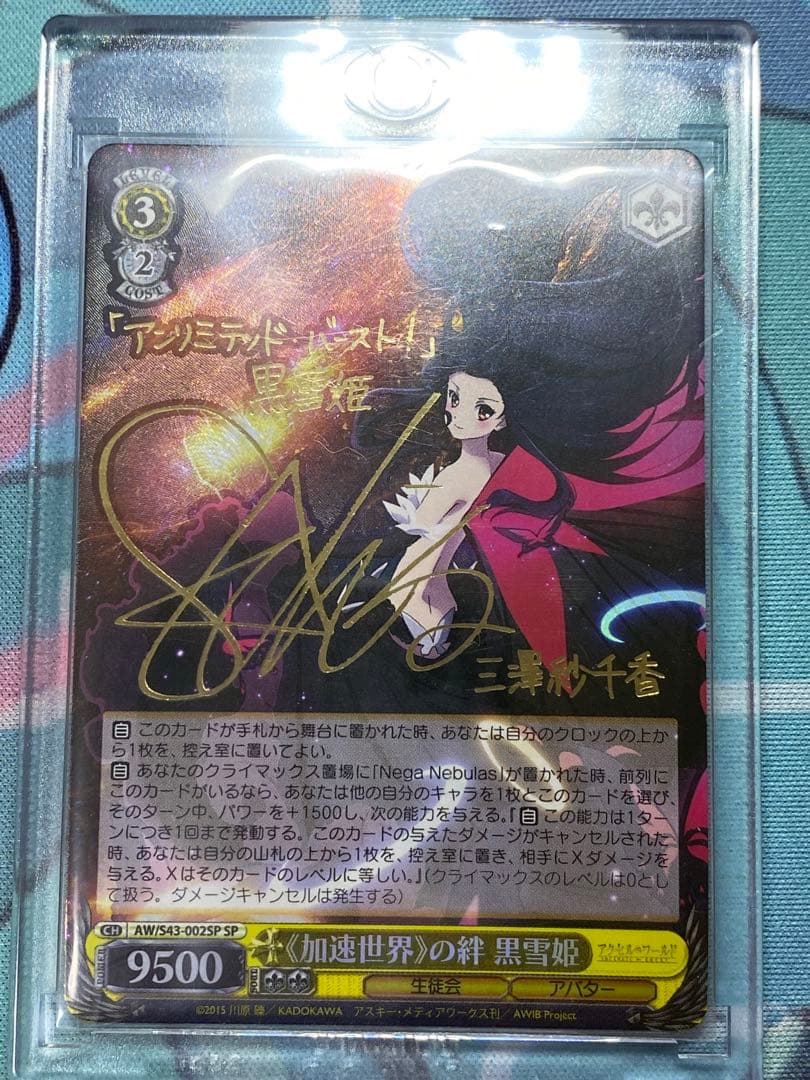 LEVEL
3
2
COST
「アンリミテッド・バースト!」
黒雪姫
三澤紗千香
自 このカードが手札から舞台に置かれた時、あなたは自分のクロックの上か
ら1枚を、控え室に置いてよい。
自 あなたのクライマックス置場に「Nega Nebulas」が置かれた時、前列に
このカードがいるなら、あなたは他の自分のキャラを1枚とこのカードを選び、
そのターン中、パワーを+1500し、次の能力を与える。『自 この能力は1ター
ンにつき1回まで発動する。このカードの与えたダメージがキャンセルされた
時、あなたは自分の山札の上から1枚を、控え室に置き、相手にXダメージを
与える。Xはそのカードのレベルに等しい。』(クライマックスのレベルは0とし
て扱う。ダメージキャンセルは発生する)
CH AW/S43-002SP SP
POWER 9500 SOUL
《加速世界》の絆 黒雪姫
アクセル・ワールド
生徒会 アバター
©2015 川原 礫/KADOKAWA アスキー・メディアワークス刊/AWIB Project